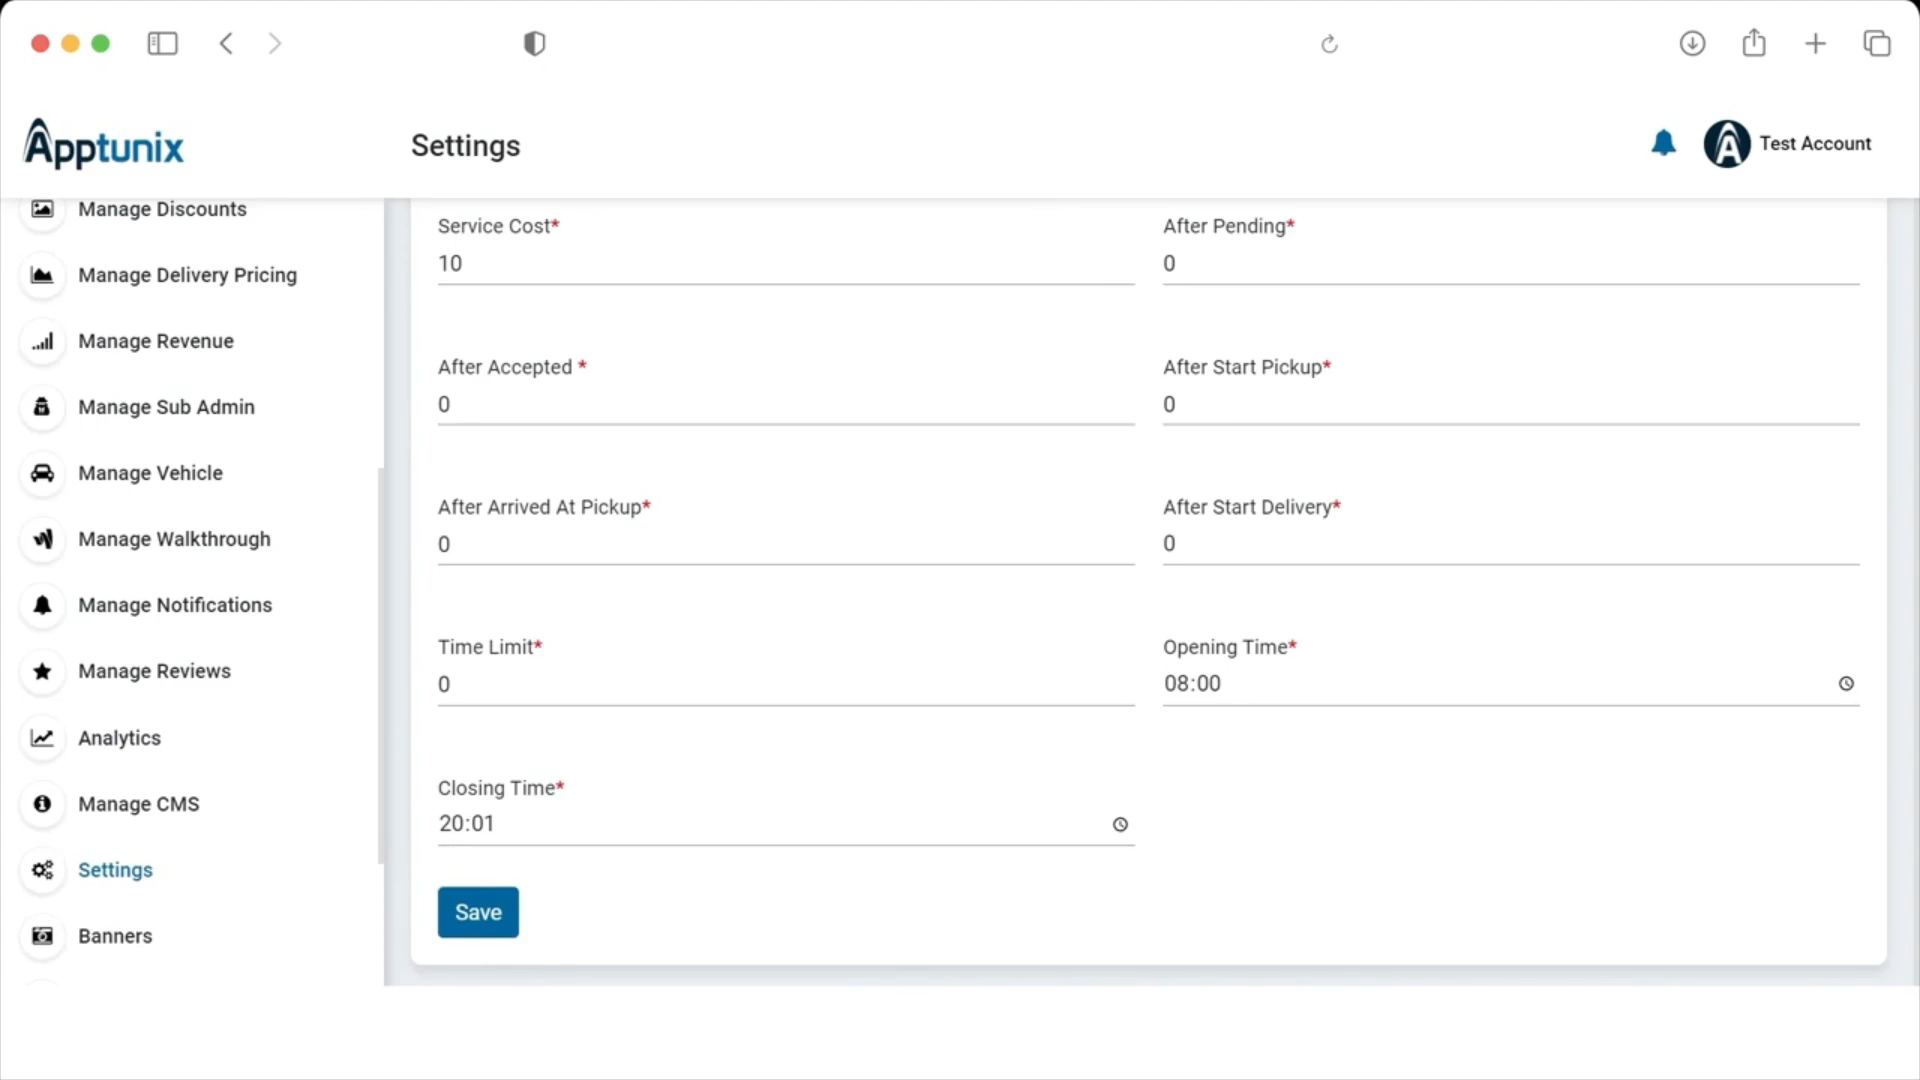 Apptunix
Settings
Test Account
Manage Discounts
Manage Delivery Pricing
Manage Revenue
Manage Sub Admin
Manage Vehicle
Manage Walkthrough
Manage Notifications
Manage Reviews
Analytics
Manage CMS
Settings
Banners
Service Cost*
10
After Pending*
0
After Accepted *
0
After Start Pickup*
0
After Arrived At Pickup*
0
After Start Delivery*
0
Time Limit*
0
Opening Time*
08:00
Closing Time*
20:01
Save